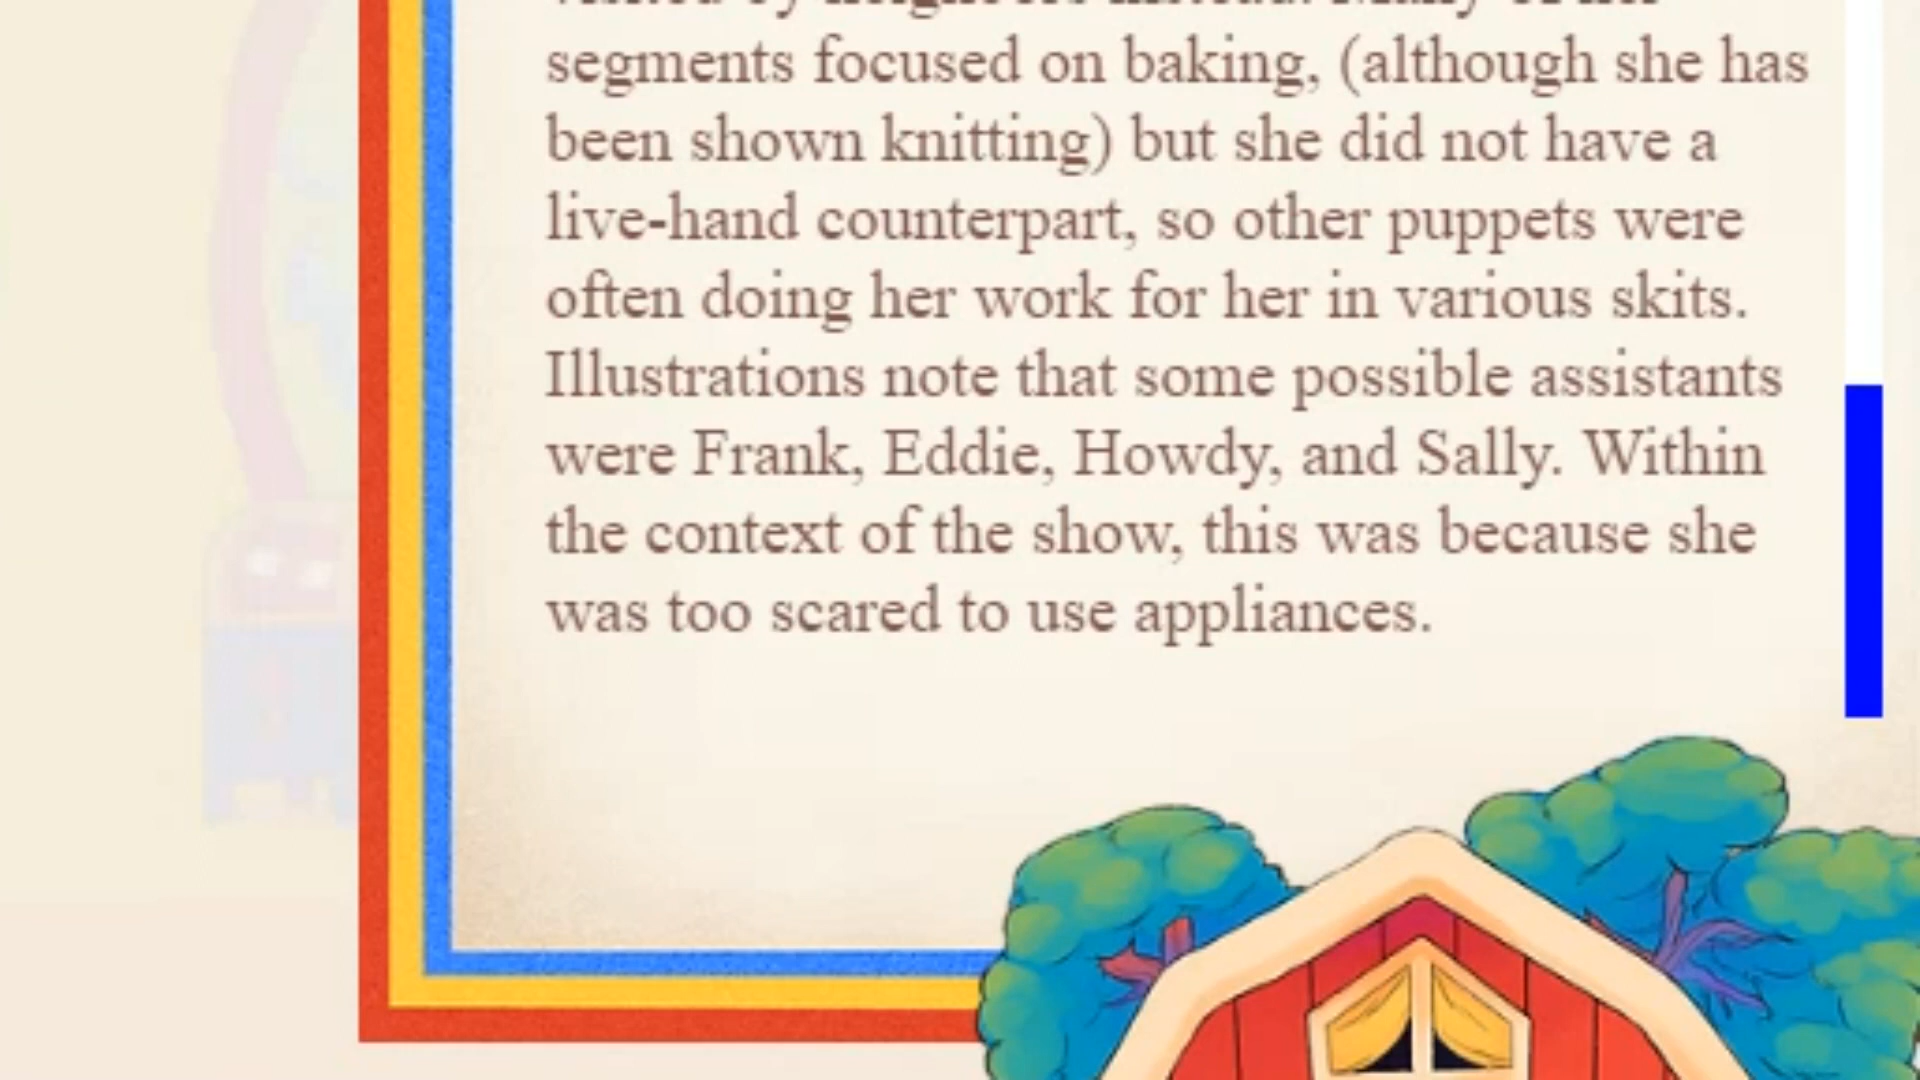 segments focused on baking, (although she has
been shown knitting) but she did not have a
live-hand counterpart, so other puppets were
often doing her work for her in various skits.
Illustrations note that some possible assistants
were Frank, Eddie, Howdy, and Sally. Within
the context of the show, this was because she
was too scared to use appliances.